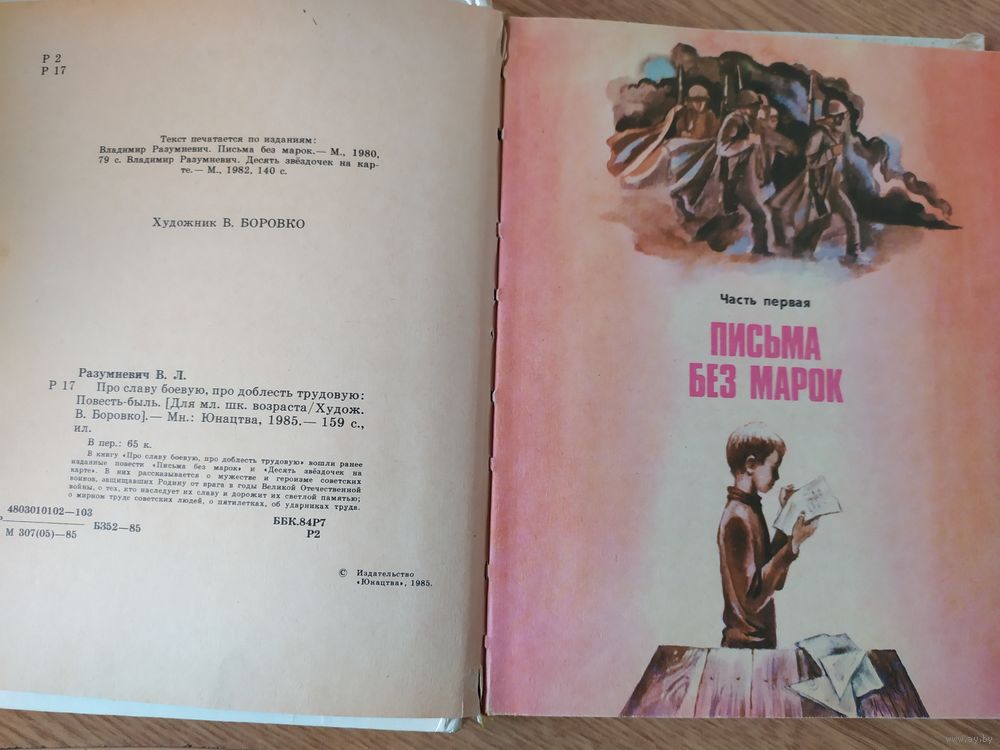 Р 2
Р 17
Текст печатается по изданиям:
Владимир Разумневич. Письма без марок.— М., 1980,
79 с. Владимир Разумневич. Десять звёздочек на кар-
те.— М., 1982, 140 с.
Художник В. БОРОВКО
Разумневич В. Л.
Р 17 Про славу боевую, про доблесть трудовую:
Повесть-быль. [Для мл. шк. возраста/Худож.
В. Боровко].— Мн.: Юнацтва, 1985.— 159 с.,
ил.
В пер.: 65 к.
В книгу «Про славу боевую, про доблесть трудовую» вошли ранее
изданные повести «Письма без марок» и «Десять звёздочек на
карте». В них рассказывается о мужестве и героизме советских
воинов, защищавших Родину от врага в годы Великой Отечественной
войны, о тех, кто наследует их славу и дорожит их светлой памятью;
о мирном труде советских людей, о пятилетках, об ударниках труда.
4803010102—103
М 307(05)—85
Б352—85
ББК.84Р7
Р2
© Издательство
«Юнацтва», 1985.
Часть первая
ПИСЬМА
БЕЗ МАРОК
www.ay.by